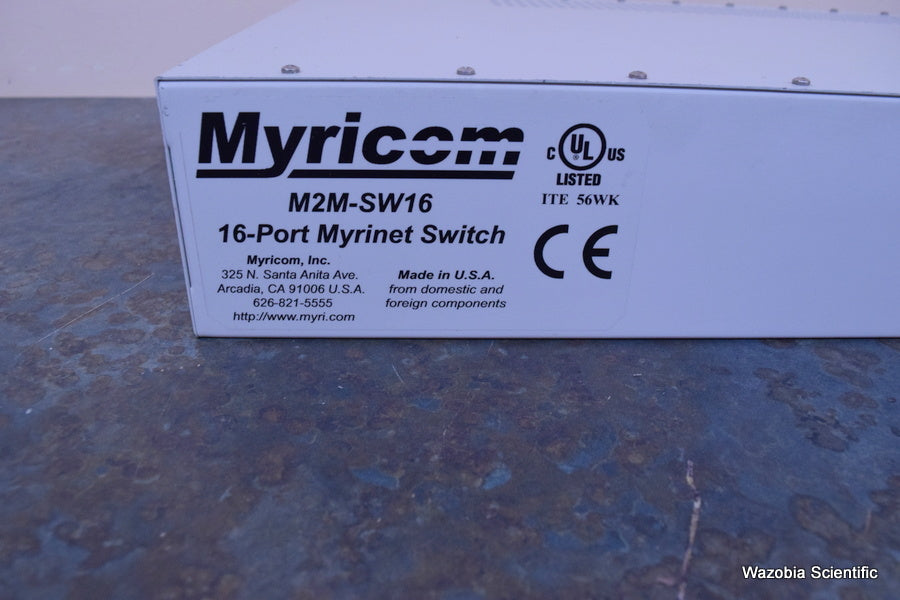 Myricom
M2M-SW16
16-Port Myrinet Switch
Myricom, Inc.
325 N. Santa Anita Ave.
Arcadia, CA 91006 U.S.A.
626-821-5555
http://www.myri.com
Made in U.S.A.
from domestic and
foreign components
C UL ® US
LISTED
ITE 56WK
CE
Wazobia Scientific